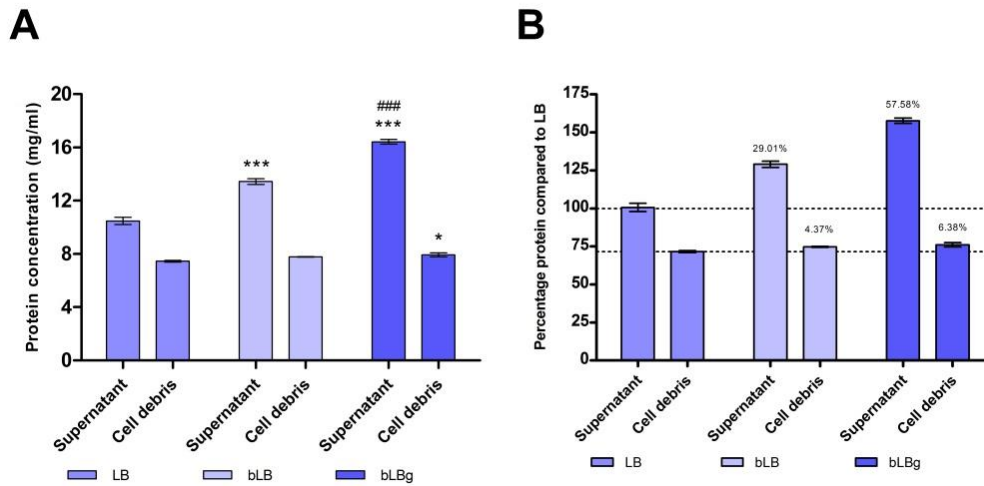 A
Protein concentration (mg/ml)
20
16
12
8
4
0
***
###
***
*
Supernatant
Cell debris
Supernatant
Cell debris
Supernatant
Cell debris
LB
bLB
bLBg
B
Percentage protein compared to LB
175
150
125
100
75
50
25
0
29.01%
4.37%
57.58%
6.38%
Supernatant
Cell debris
Supernatant
Cell debris
Supernatant
Cell debris
LB
bLB
bLBg